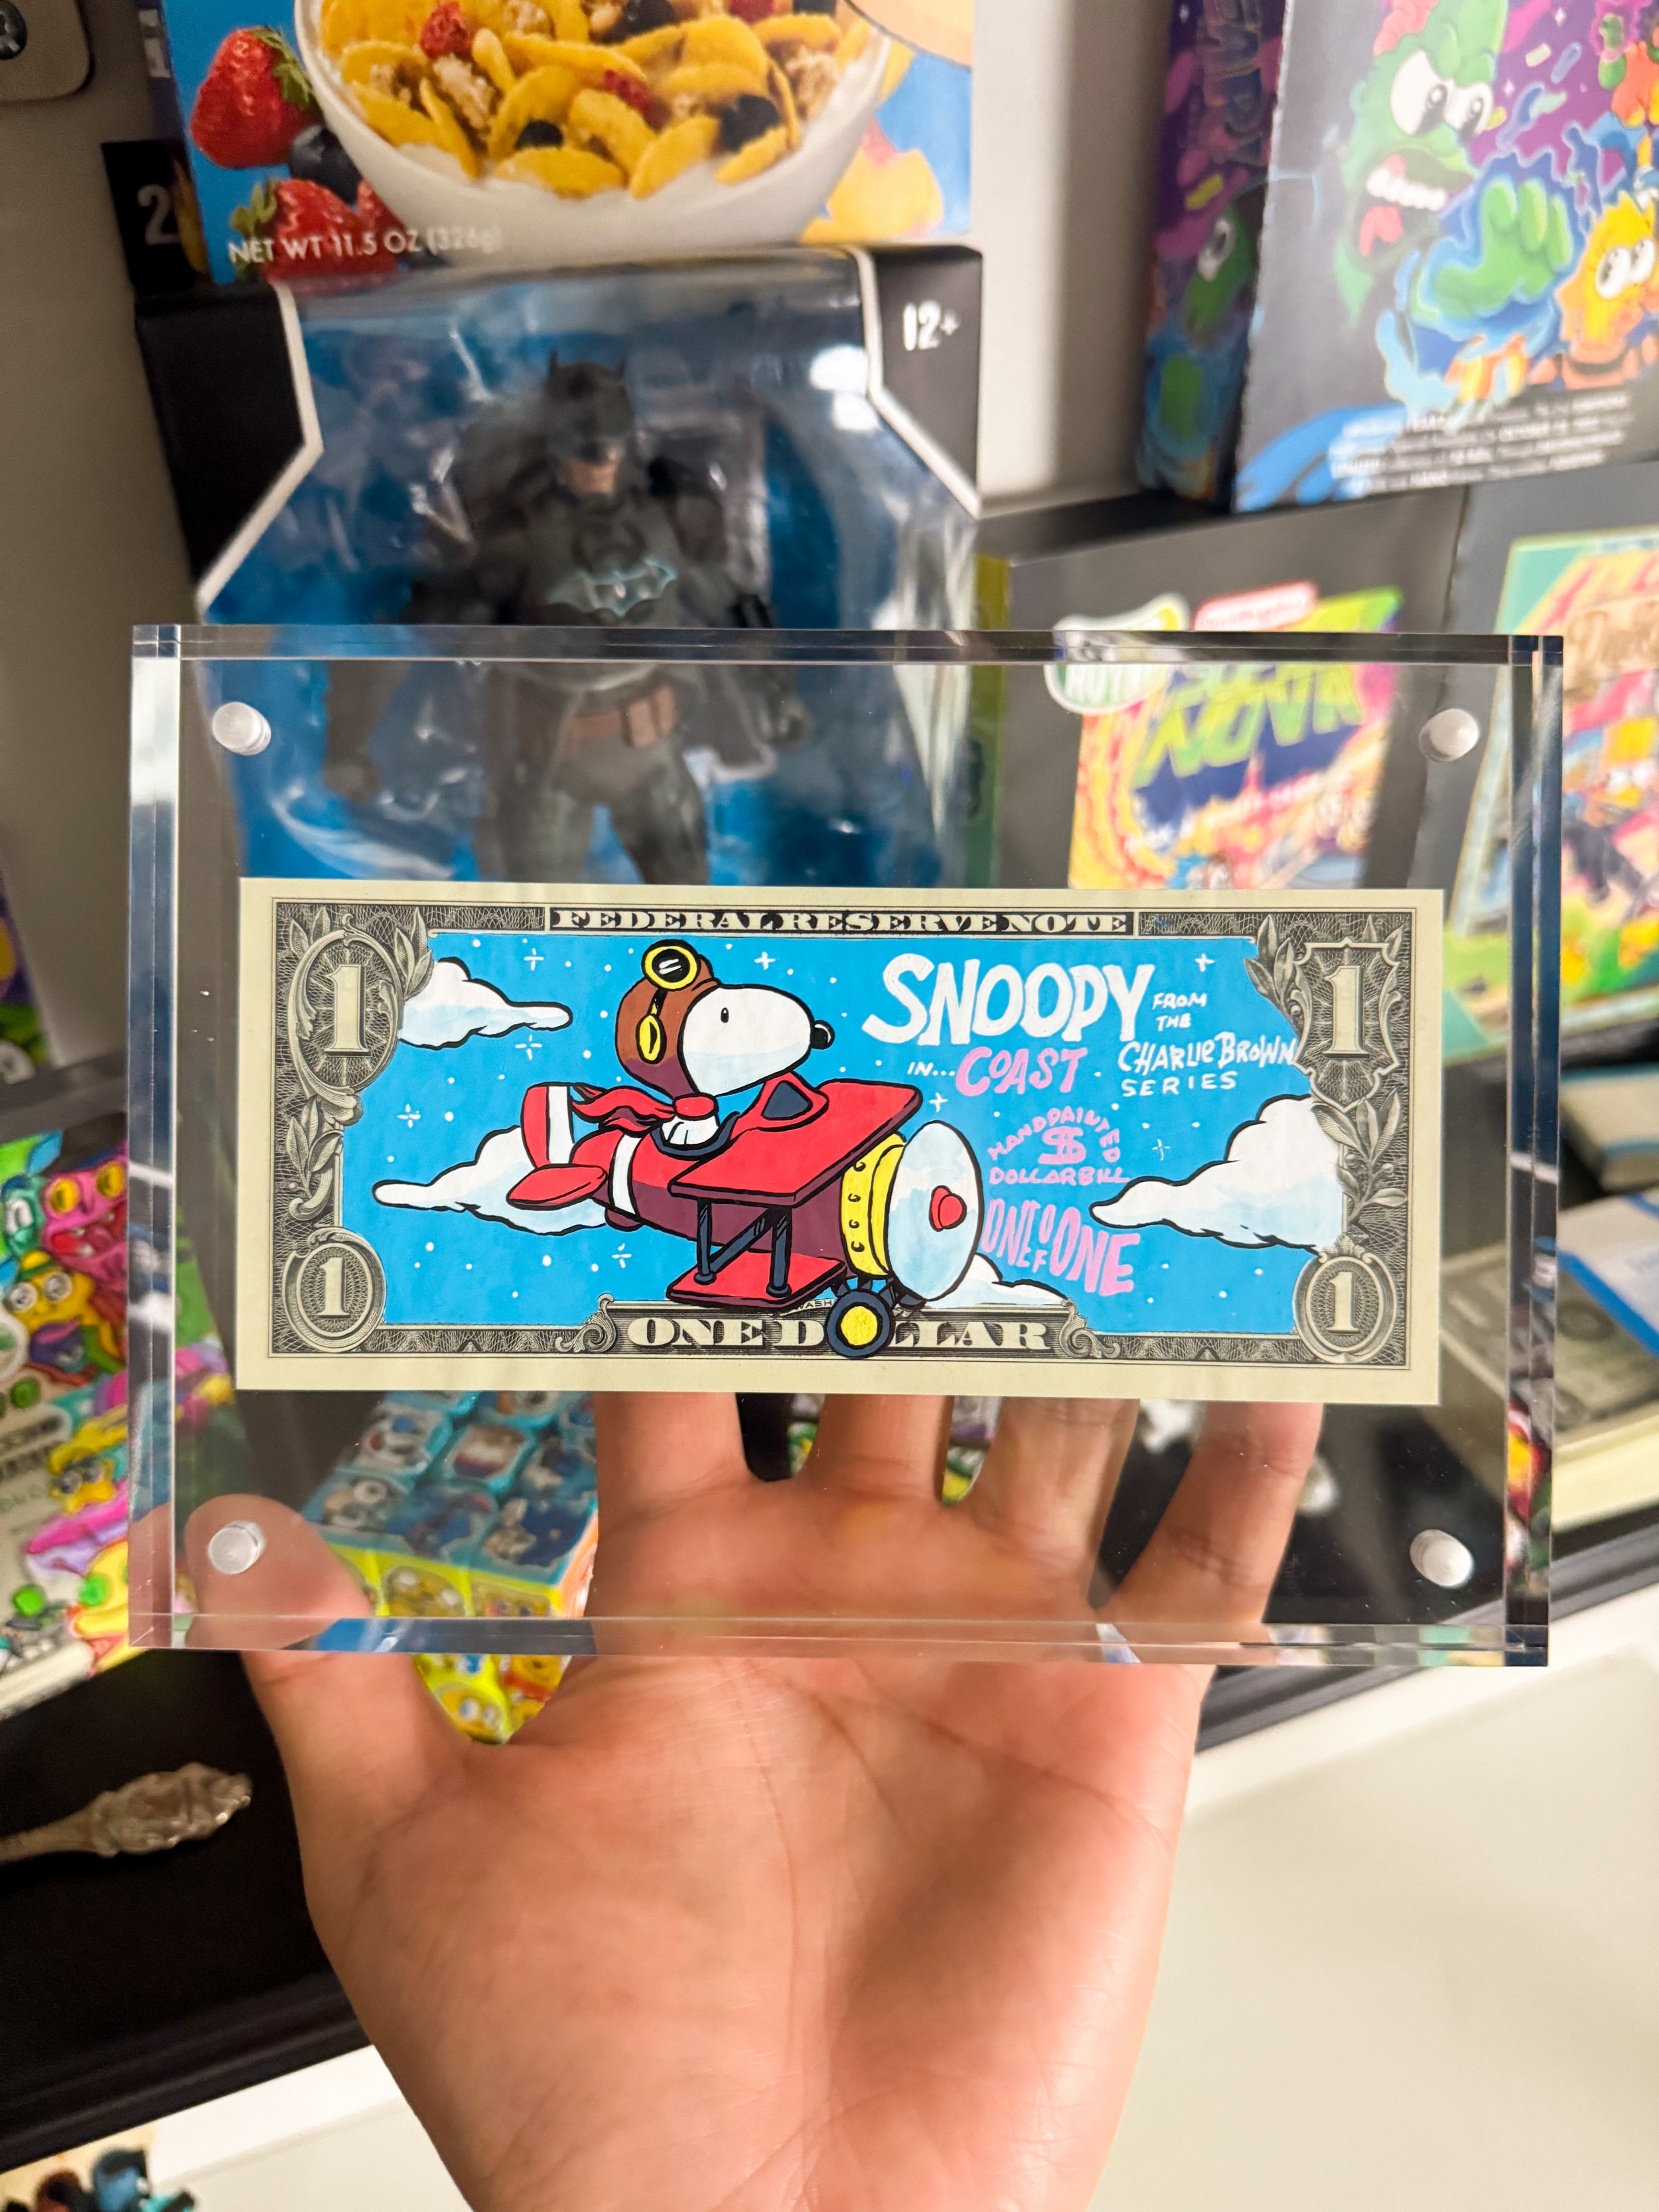 2
NET WT 11.5 OZ (326g)
12+
FEDERAL RESERVE NOTE
1
1
SNOOPY
FROM
THE
IN... COAST
CHARLIE BROWN
SERIES
HANDPAINTED
$
DOLLARBILL
ONE OF ONE
1
1
ONE DOLLAR